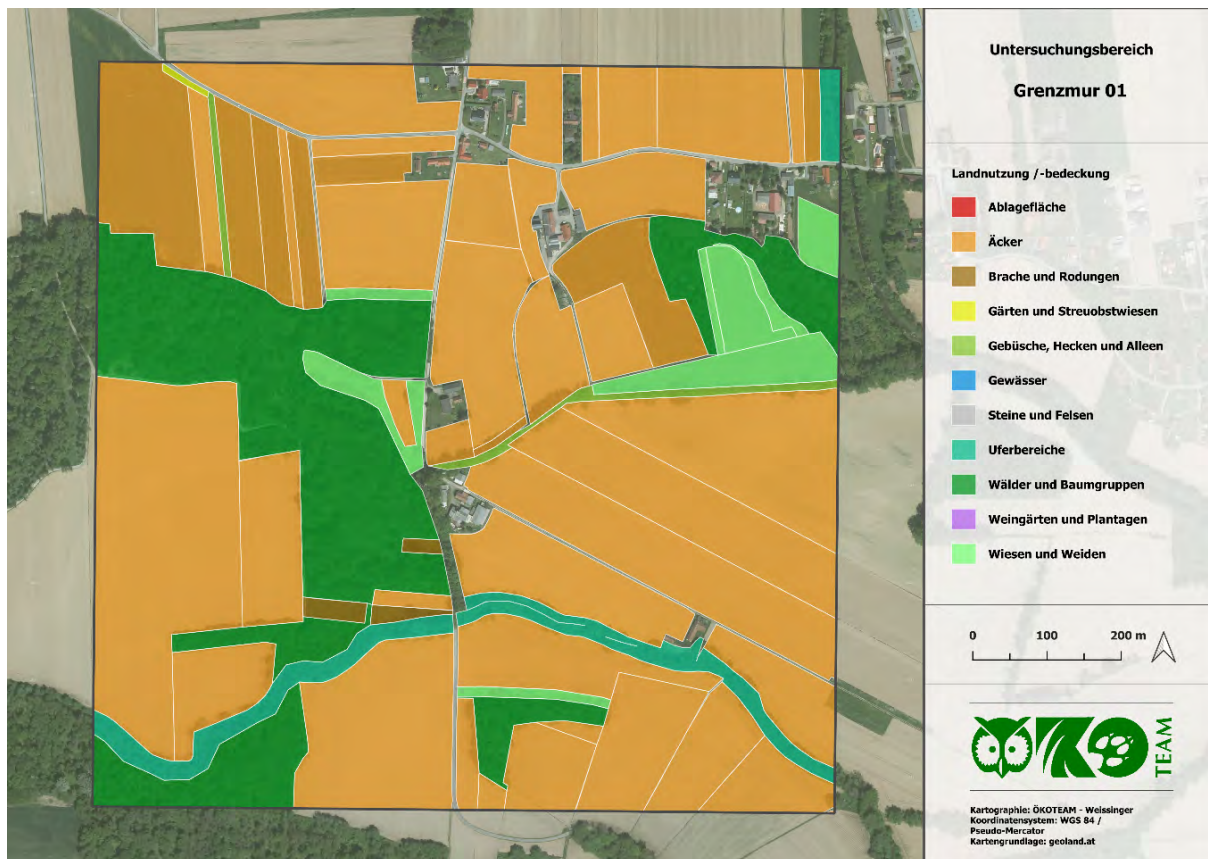 Untersuchungsbereich
Grenzmur 01
Landnutzung /-bedeckung
Ablagefläche
Äcker
Brache und Rodungen
Gärten und Streuobstwiesen
Gebüsche, Hecken und Alleen
Gewässer
Steine und Felsen
Uferbereiche
Wälder und Baumgruppen
Weingärten und Plantagen
Wiesen und Weiden
0 100 200 m
ÖKO
TEAM
Kartographie: ÖKOTEAM - Weissinger
Koordinatensystem: WGS 84 /
Pseudo-Mercator
Kartengrundlage: geoland.at